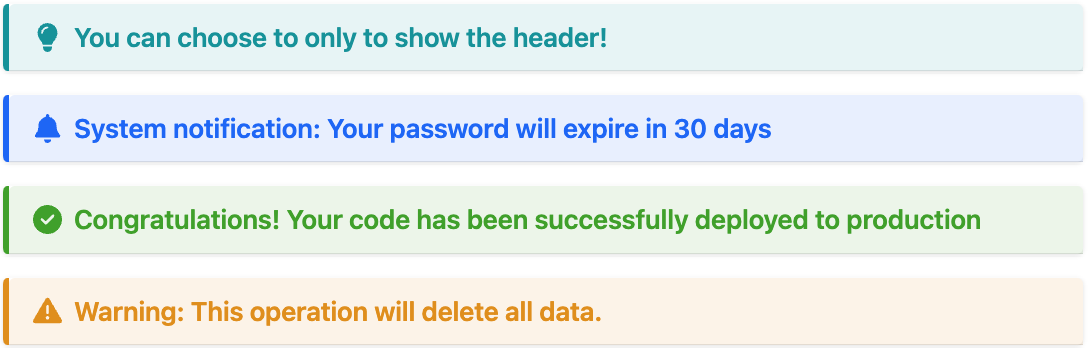 You can choose to only to show the header!
System notification: Your password will expire in 30 days
Congratulations! Your code has been successfully deployed to production
Warning: This operation will delete all data.